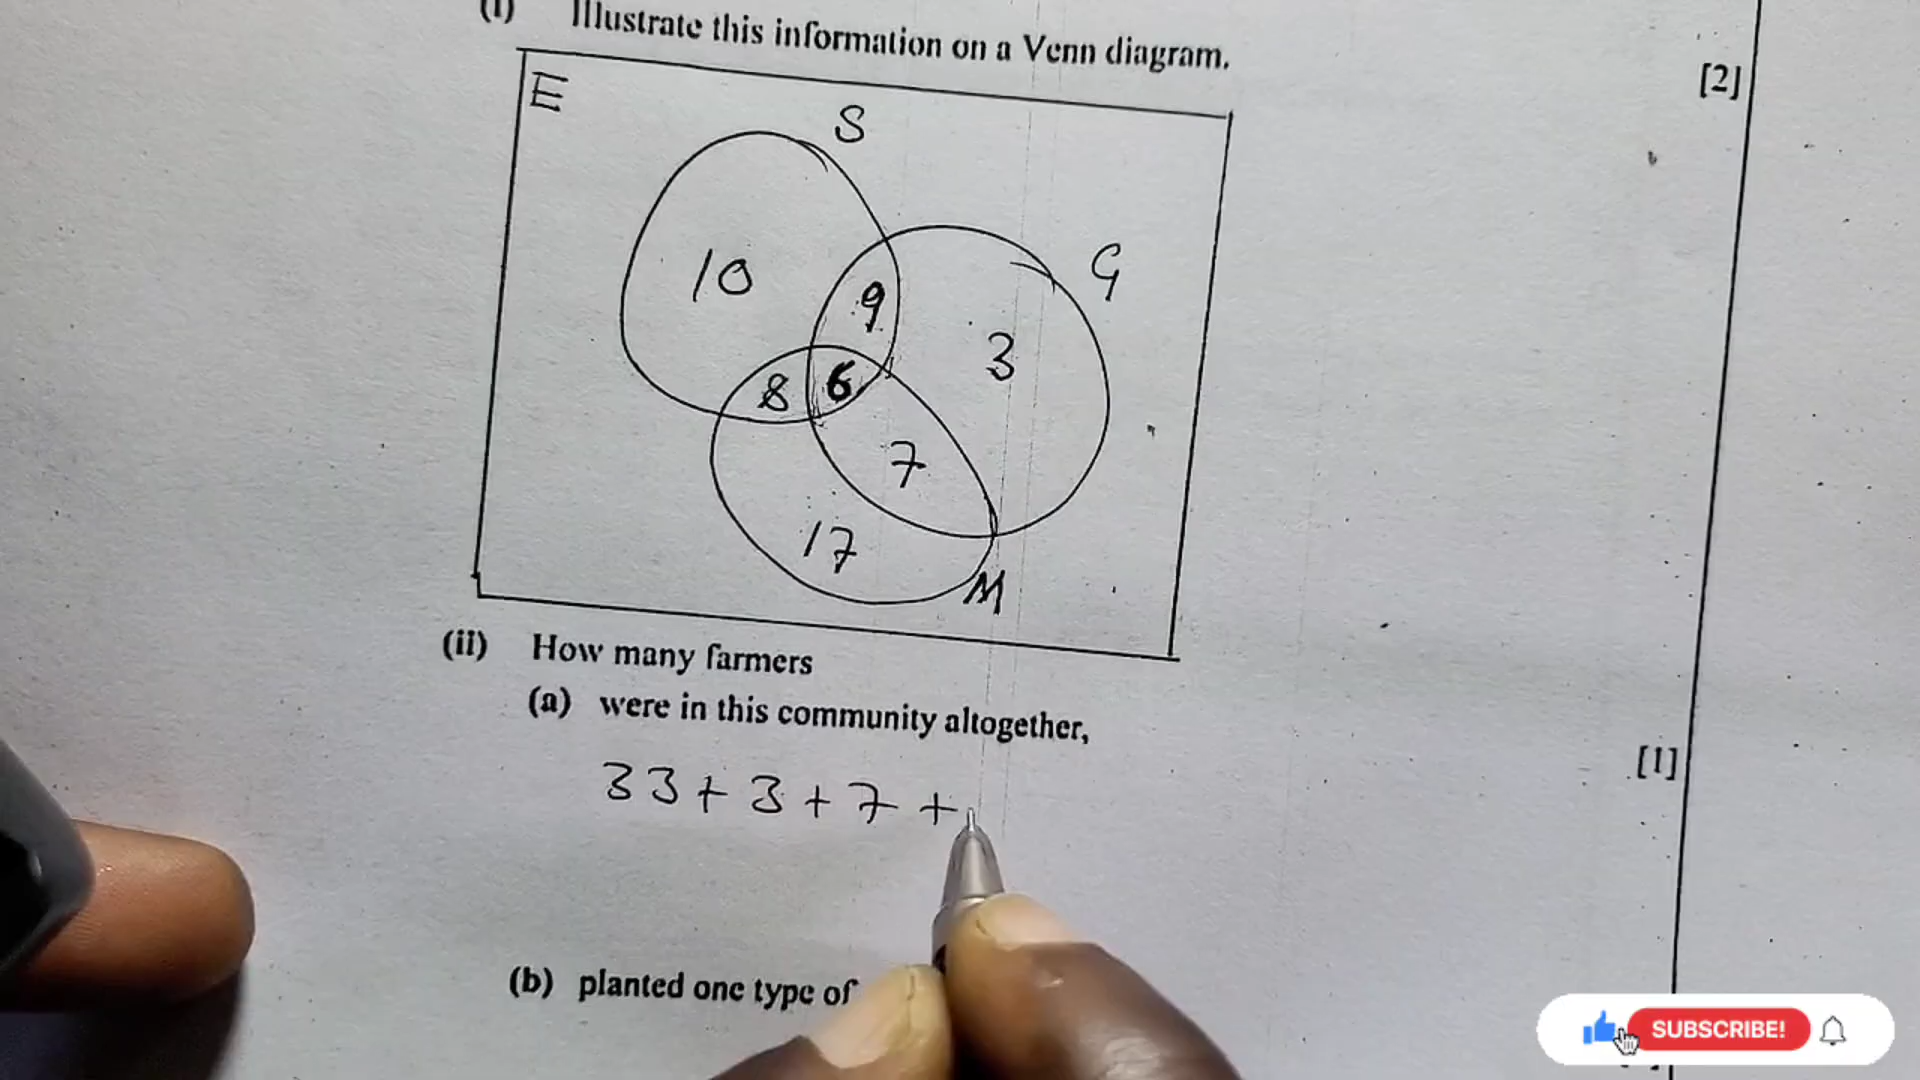 (i) Illustrate this information on a Venn diagram.
[2]
E
S
G
10
9
3
8 6
7
17
M
(ii) How many farmers
(a) were in this community altogether,
[1]
33 + 3 + 7 +
(b) planted one type of
SUBSCRIBE!